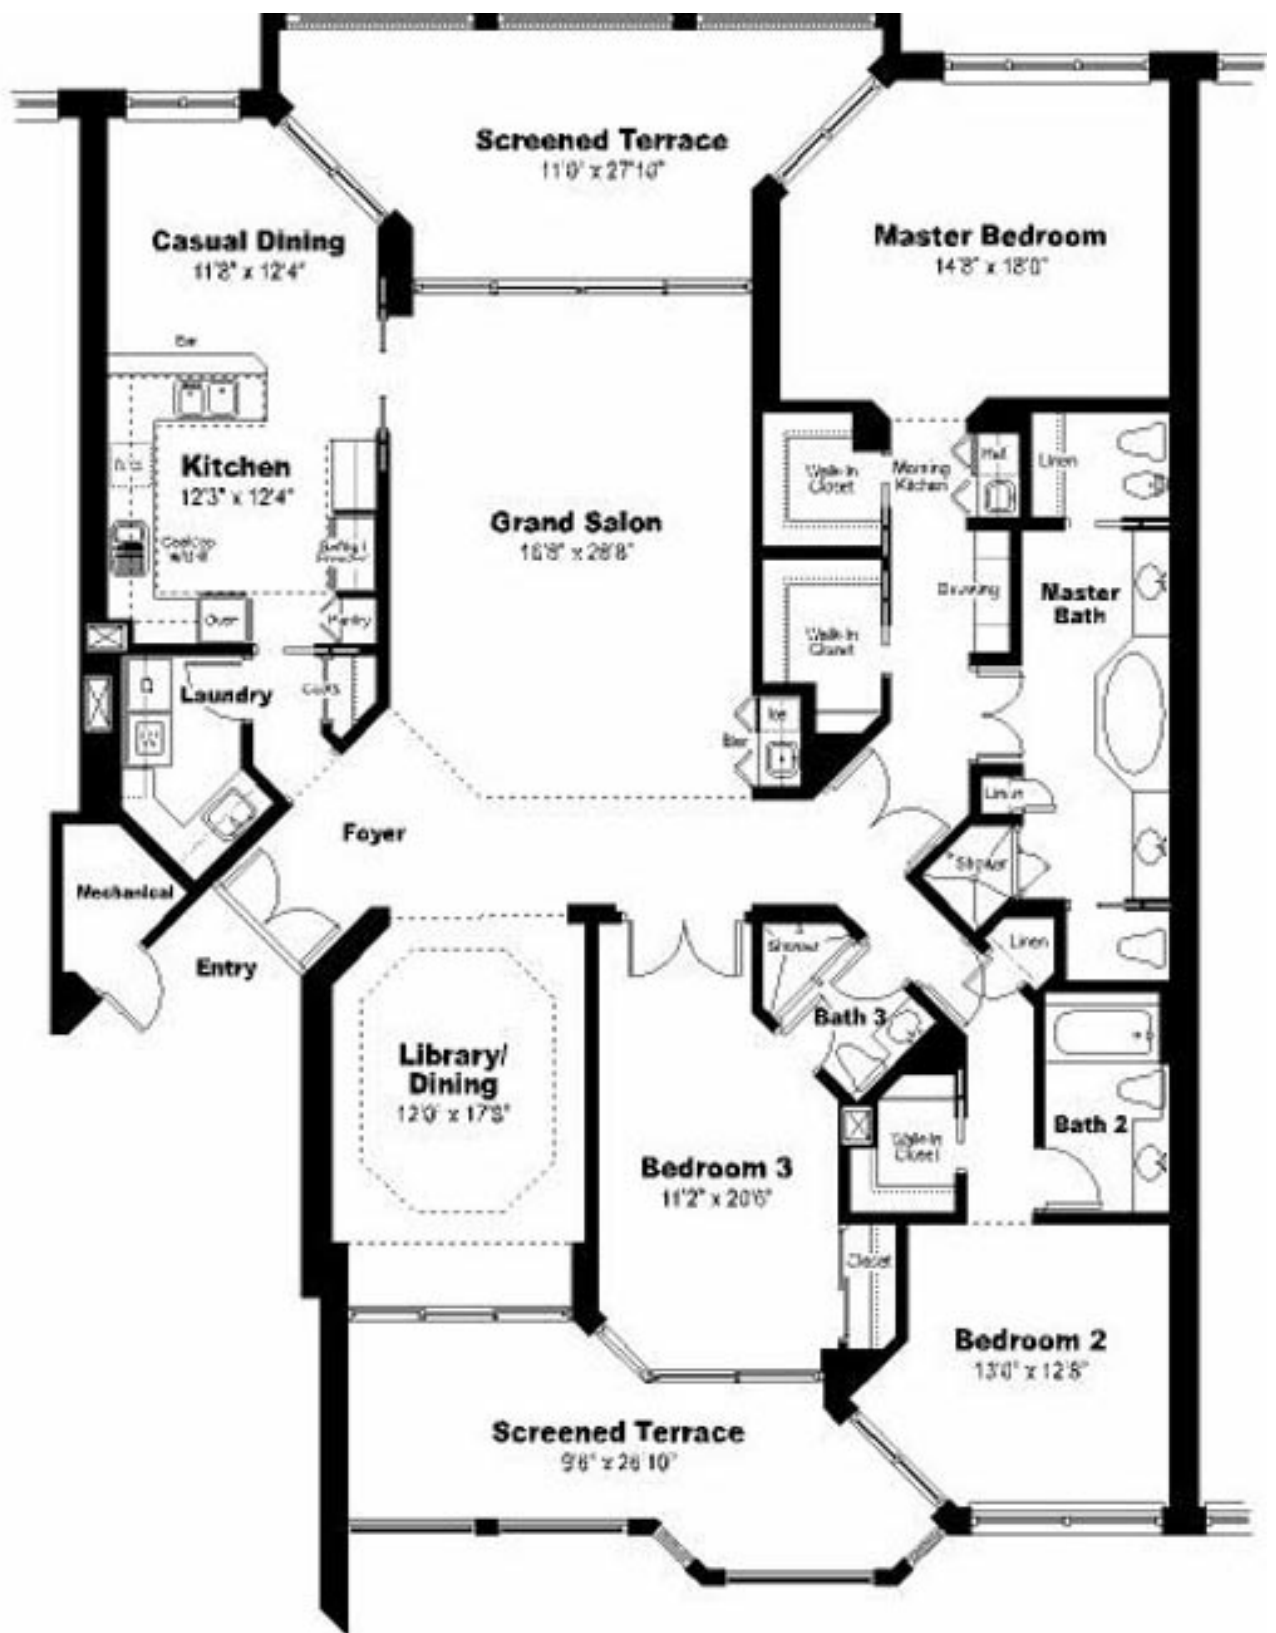 Screened Terrace
11'0" x 27'10"
Casual Dining
11'8" x 12'4"
Master Bedroom
14'8" x 18'0"
Bar
Kitchen
12'3" x 12'4"
Walk-In
Closet
Morning
Kitchen
Ref.
Linen
Grand Salon
16'8" x 28'8"
Cooktop
Oven
Pantry
Walk-In
Closet
Master
Bath
Laundry
Coats
Ice
Bar
Linen
Foyer
Shower
Mechanical
Entry
Shower
Linen
Bath 3
Library/
Dining
12'0" x 17'8"
Bath 2
Walk-In
Closet
Bedroom 3
11'2" x 20'6"
Closet
Bedroom 2
13'0" x 12'8"
Screened Terrace
9'6" x 26'10"